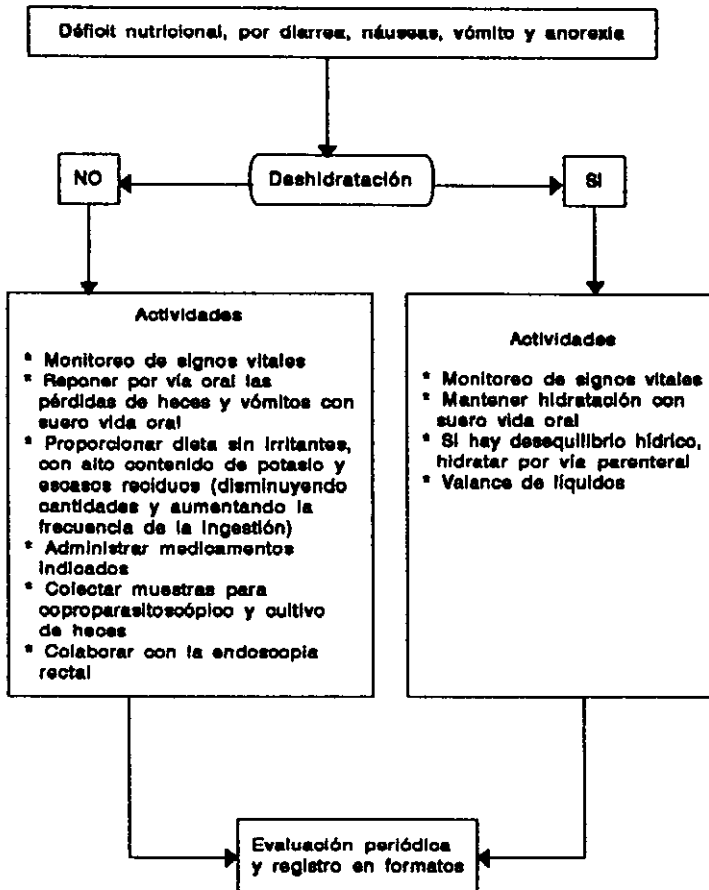 Déficit nutricional, por diarrea, náuseas, vómito y anorexia
NO
Deshidratación
SI
Actividades
* Monitoreo de signos vitales
* Reponer por vía oral las
pérdidas de heces y vómitos con
suero vida oral
* Proporcionar dieta sin irritantes,
con alto contenido de potasio y
escasos reciduos (disminuyendo
cantidades y aumentando la
frecuencia de la ingestión)
* Administrar medicamentos
indicados
* Colectar muestras para
coproparasitoscópico y cultivo
de heces
* Colaborar con la endoscopia
rectal
Actividades
* Monitoreo de signos vitales
* Mantener hidratación con
suero vida oral
* Si hay desequilibrio hídrico,
hidratar por vía parenteral
* Valance de líquidos
Evaluación periódica
y registro en formatos